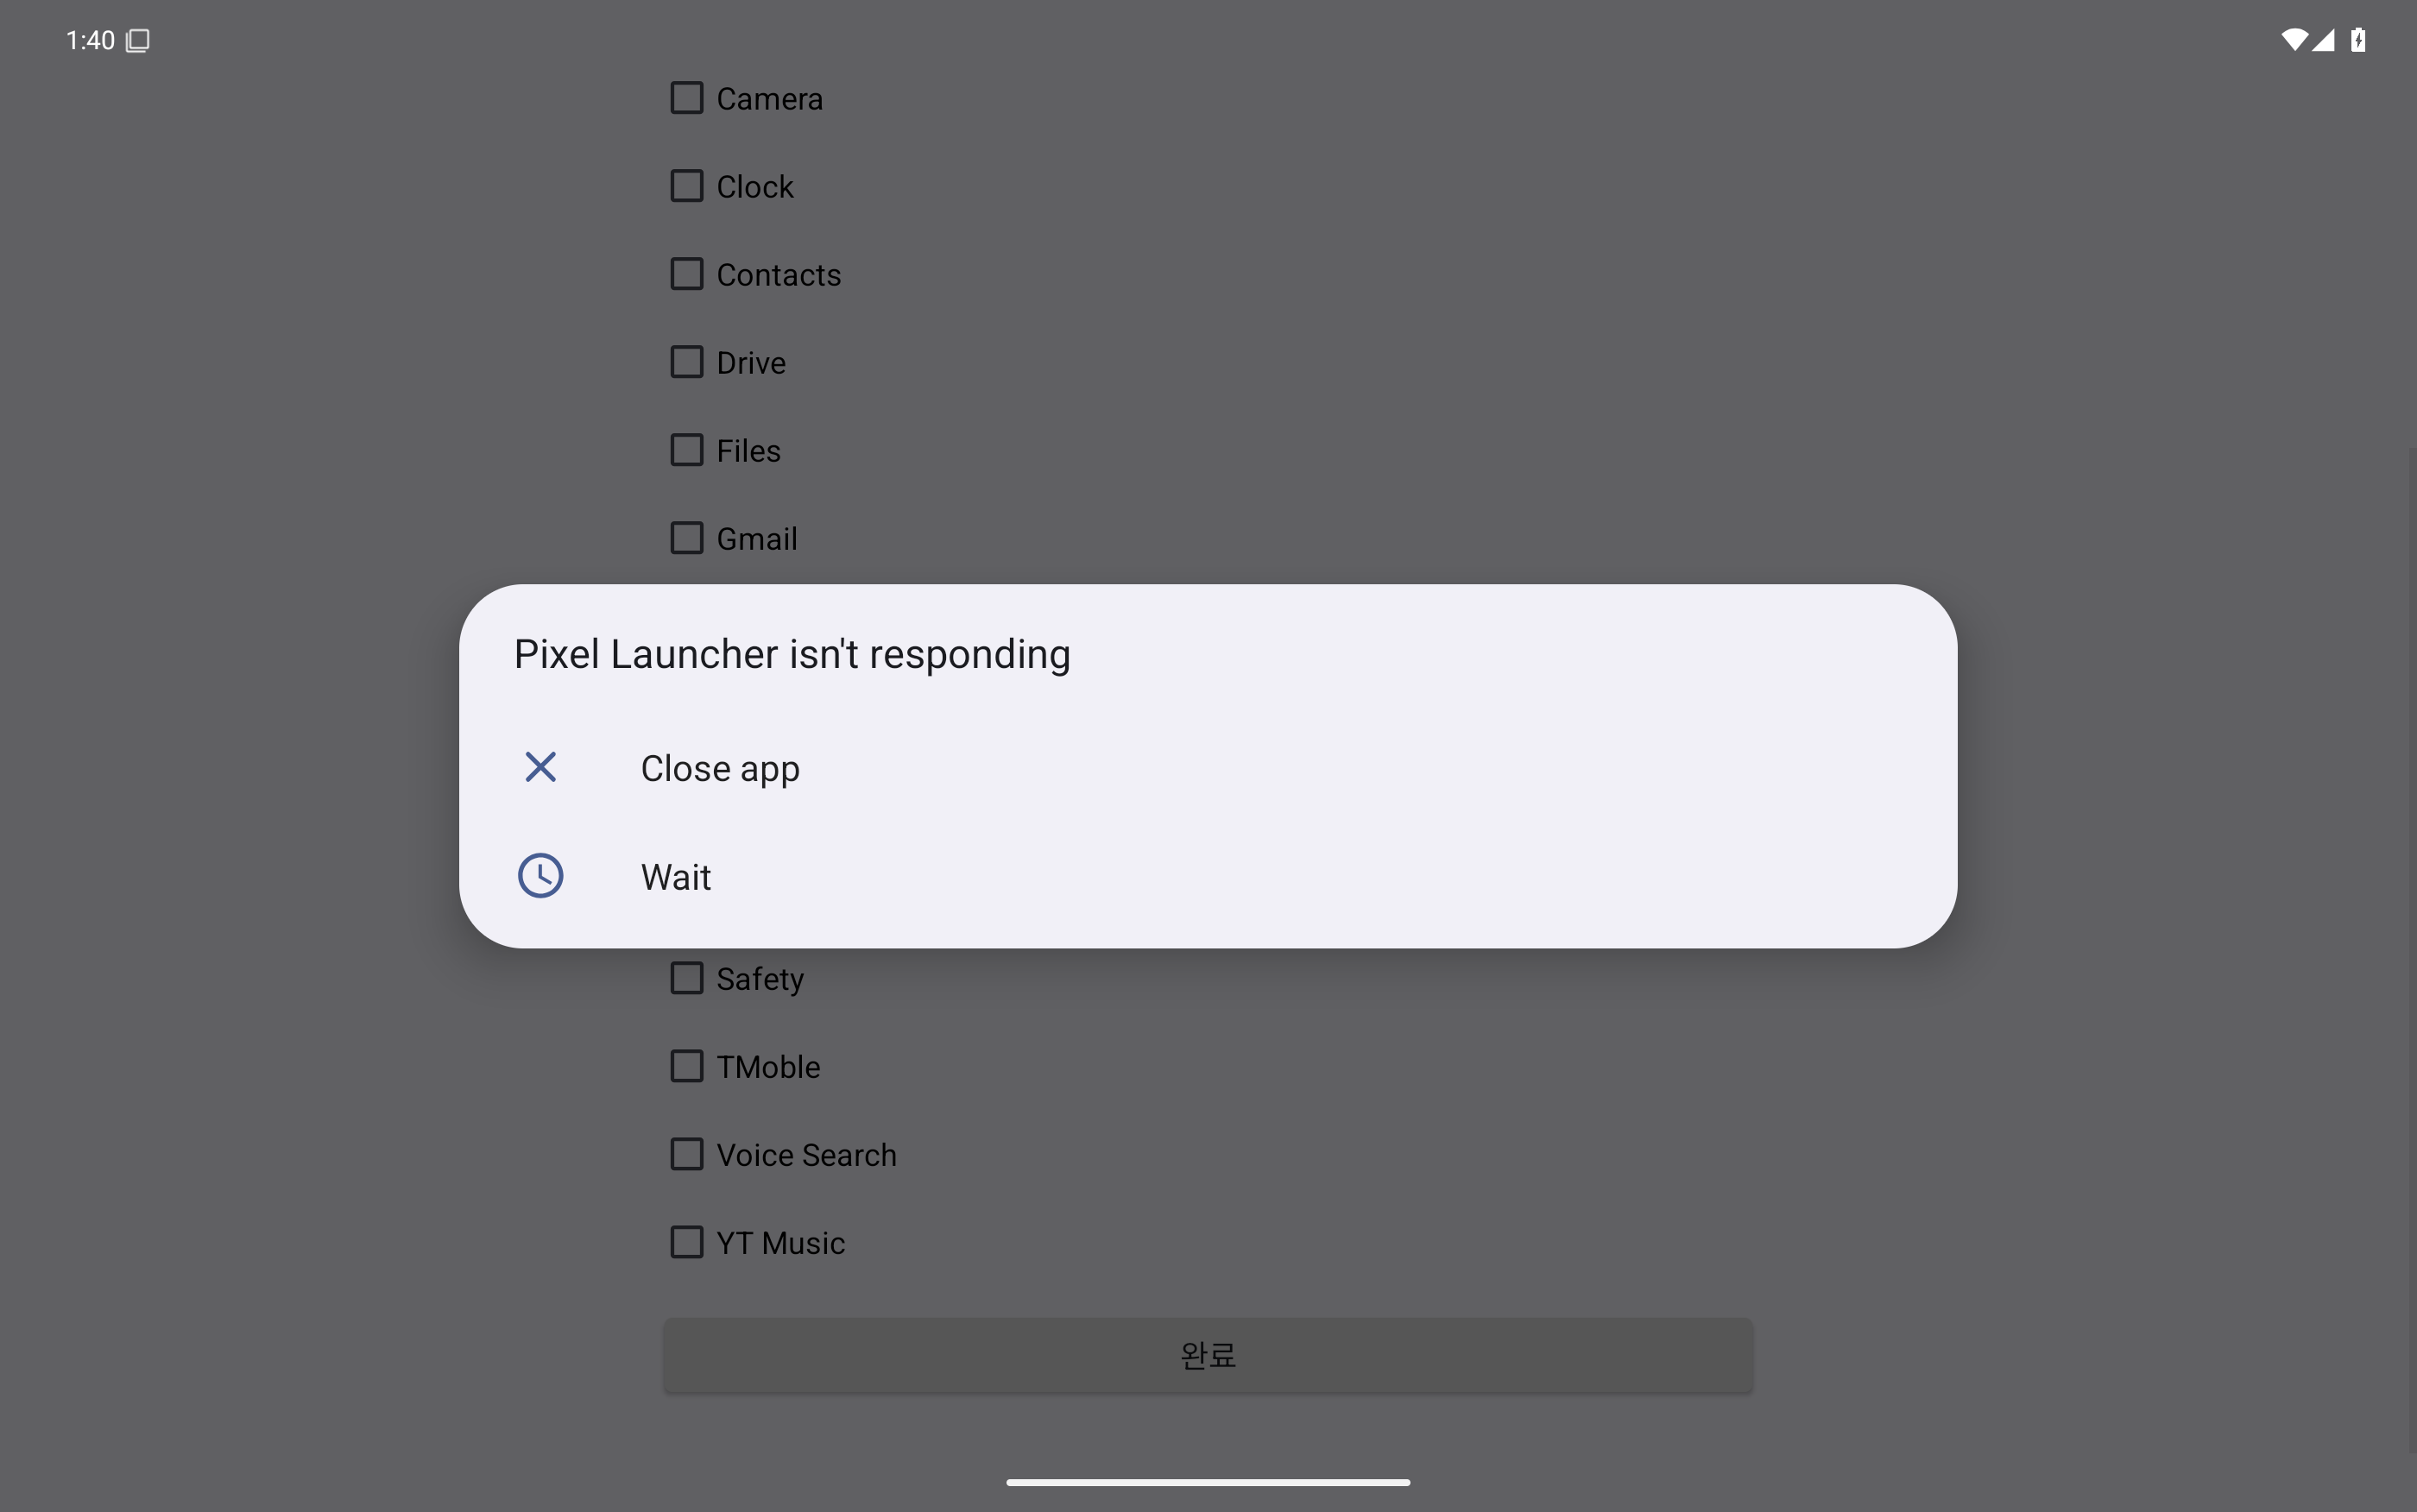 1:40
Camera
Clock
Contacts
Drive
Files
Gmail
Pixel Launcher isn't responding
Close app
Wait
Safety
TMoble
Voice Search
YT Music
완료